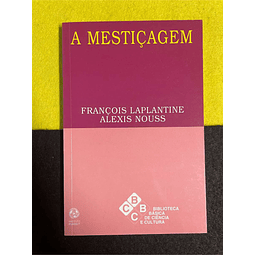 A MESTIÇAGEM
FRANÇOIS LAPLANTINE
ALEXIS NOUSS
B
C B
C
BIBLIOTECA
BÁSICA
DE CIÊNCIA
E CULTURA